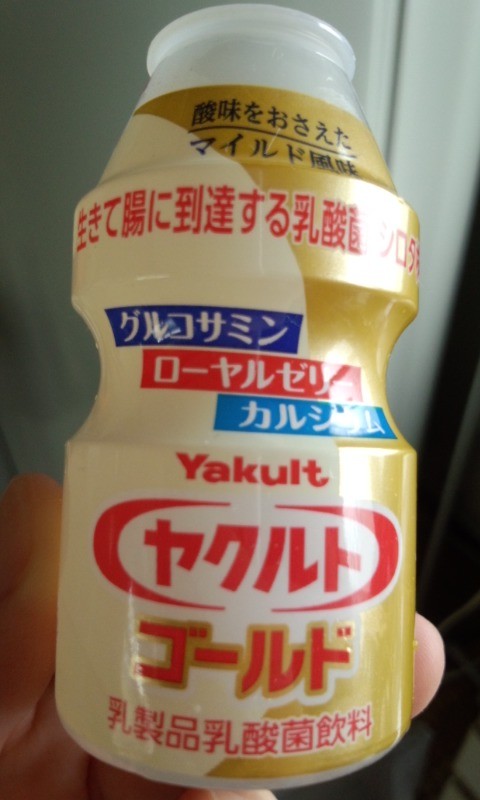 酸味をおさえた
マイルド風味
生きて腸に到達する乳酸菌 シロタ
グルコサミン
ローヤルゼリー
カルシウム
Yakult
ヤクルト
ゴールド
乳製品乳酸菌飲料